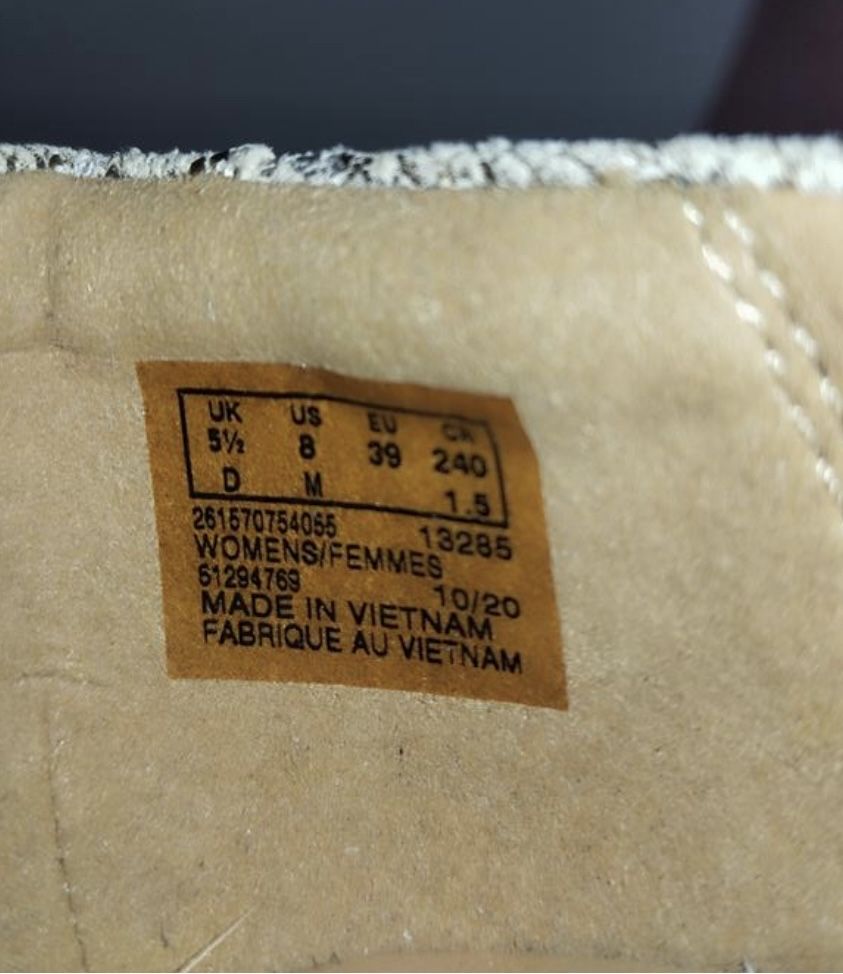 UK US EU CH
5½ 8 39 240
D M 1.5
261570754055 13285
WOMENS/FEMMES
61294769 10/20
MADE IN VIETNAM
FABRIQUE AU VIETNAM